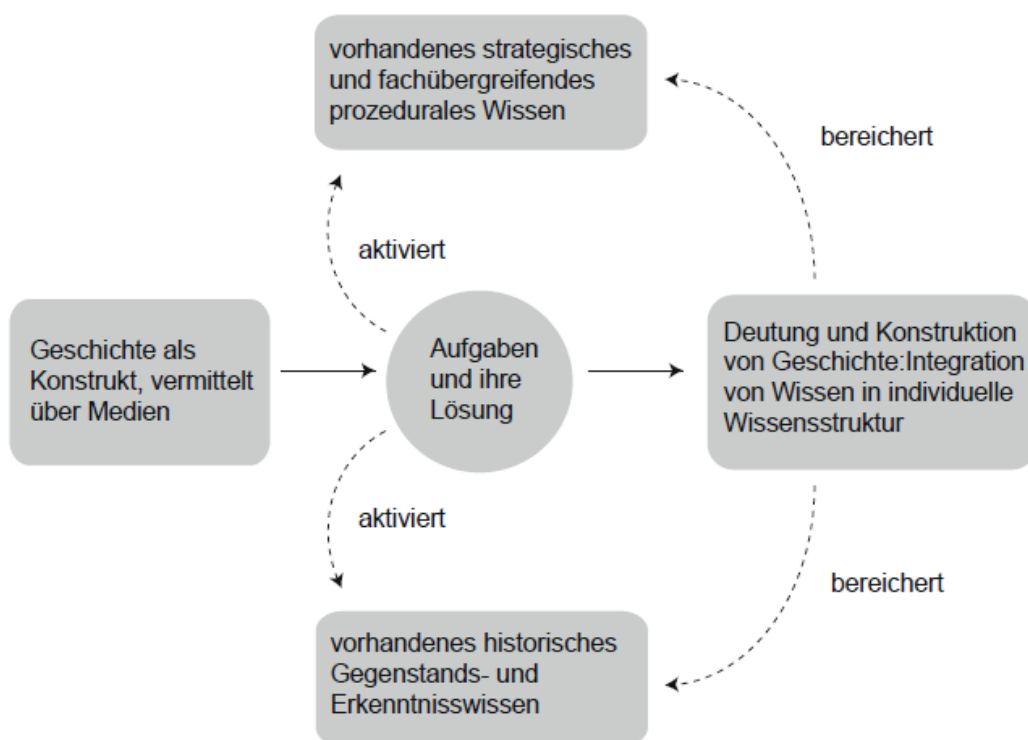 vorhandenes strategisches
und fachübergreifendes
prozedurales Wissen
bereichert
aktiviert
Geschichte als
Konstrukt, vermittelt
über Medien
Aufgaben
und ihre
Lösung
Deutung und Konstruktion
von Geschichte:Integration
von Wissen in individuelle
Wissensstruktur
aktiviert
bereichert
vorhandenes historisches
Gegenstands- und
Erkenntnisswissen